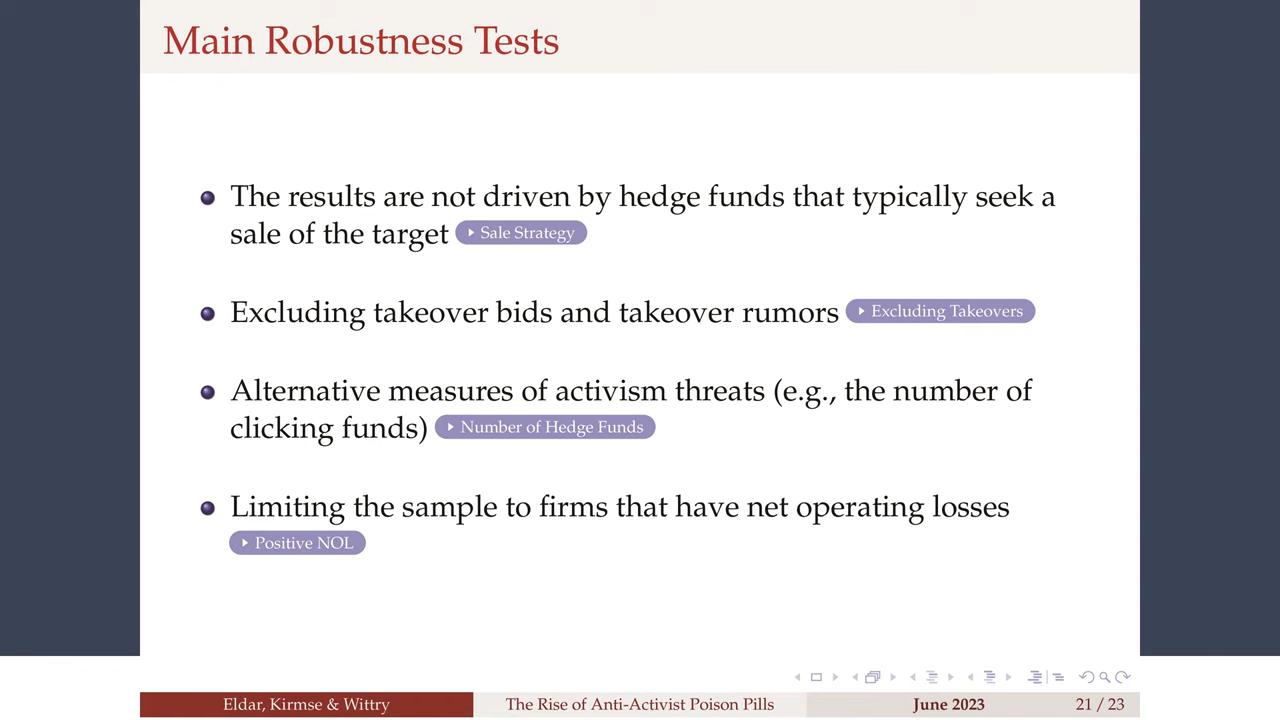 Main Robustness Tests
The results are not driven by hedge funds that typically seek a
sale of the target Sale Strategy
Excluding takeover bids and takeover rumors Excluding Takeovers
Alternative measures of activism threats (e.g., the number of
clicking funds) Number of Hedge Funds
Limiting the sample to firms that have net operating losses
Positive NOL
Eldar, Kirmse & Wittry The Rise of Anti-Activist Poison Pills June 2023 21 / 23